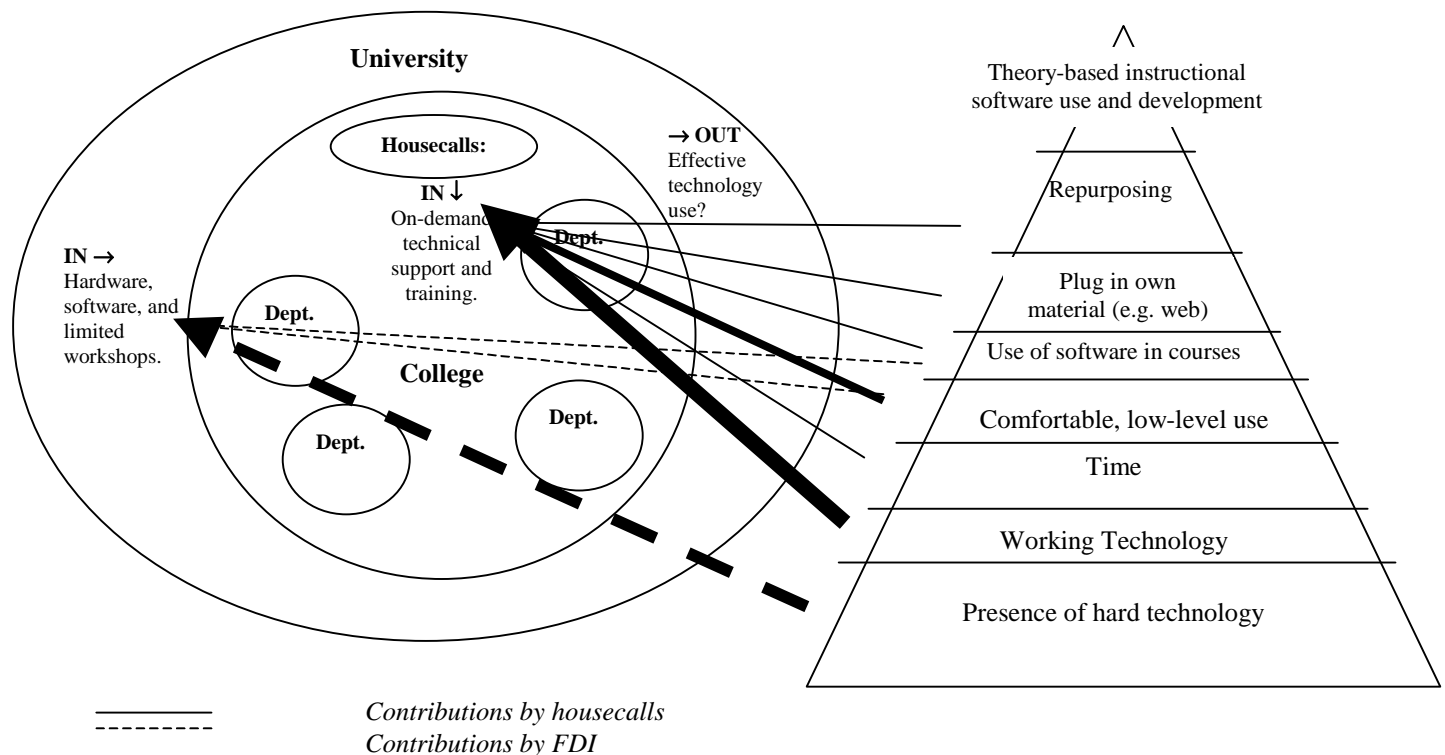 University
Housecalls:
IN ↓
On-demand
technical
support and
training.
→ OUT
Effective
technology
use?
Dept.
IN →
Hardware,
software, and
limited
workshops.
Dept.
College
Dept.
Dept.
Theory-based instructional
software use and development
Repurposing
Plug in own
material (e.g. web)
Use of software in courses
Comfortable, low-level use
Time
Working Technology
Presence of hard technology
Contributions by housecalls
Contributions by FDI